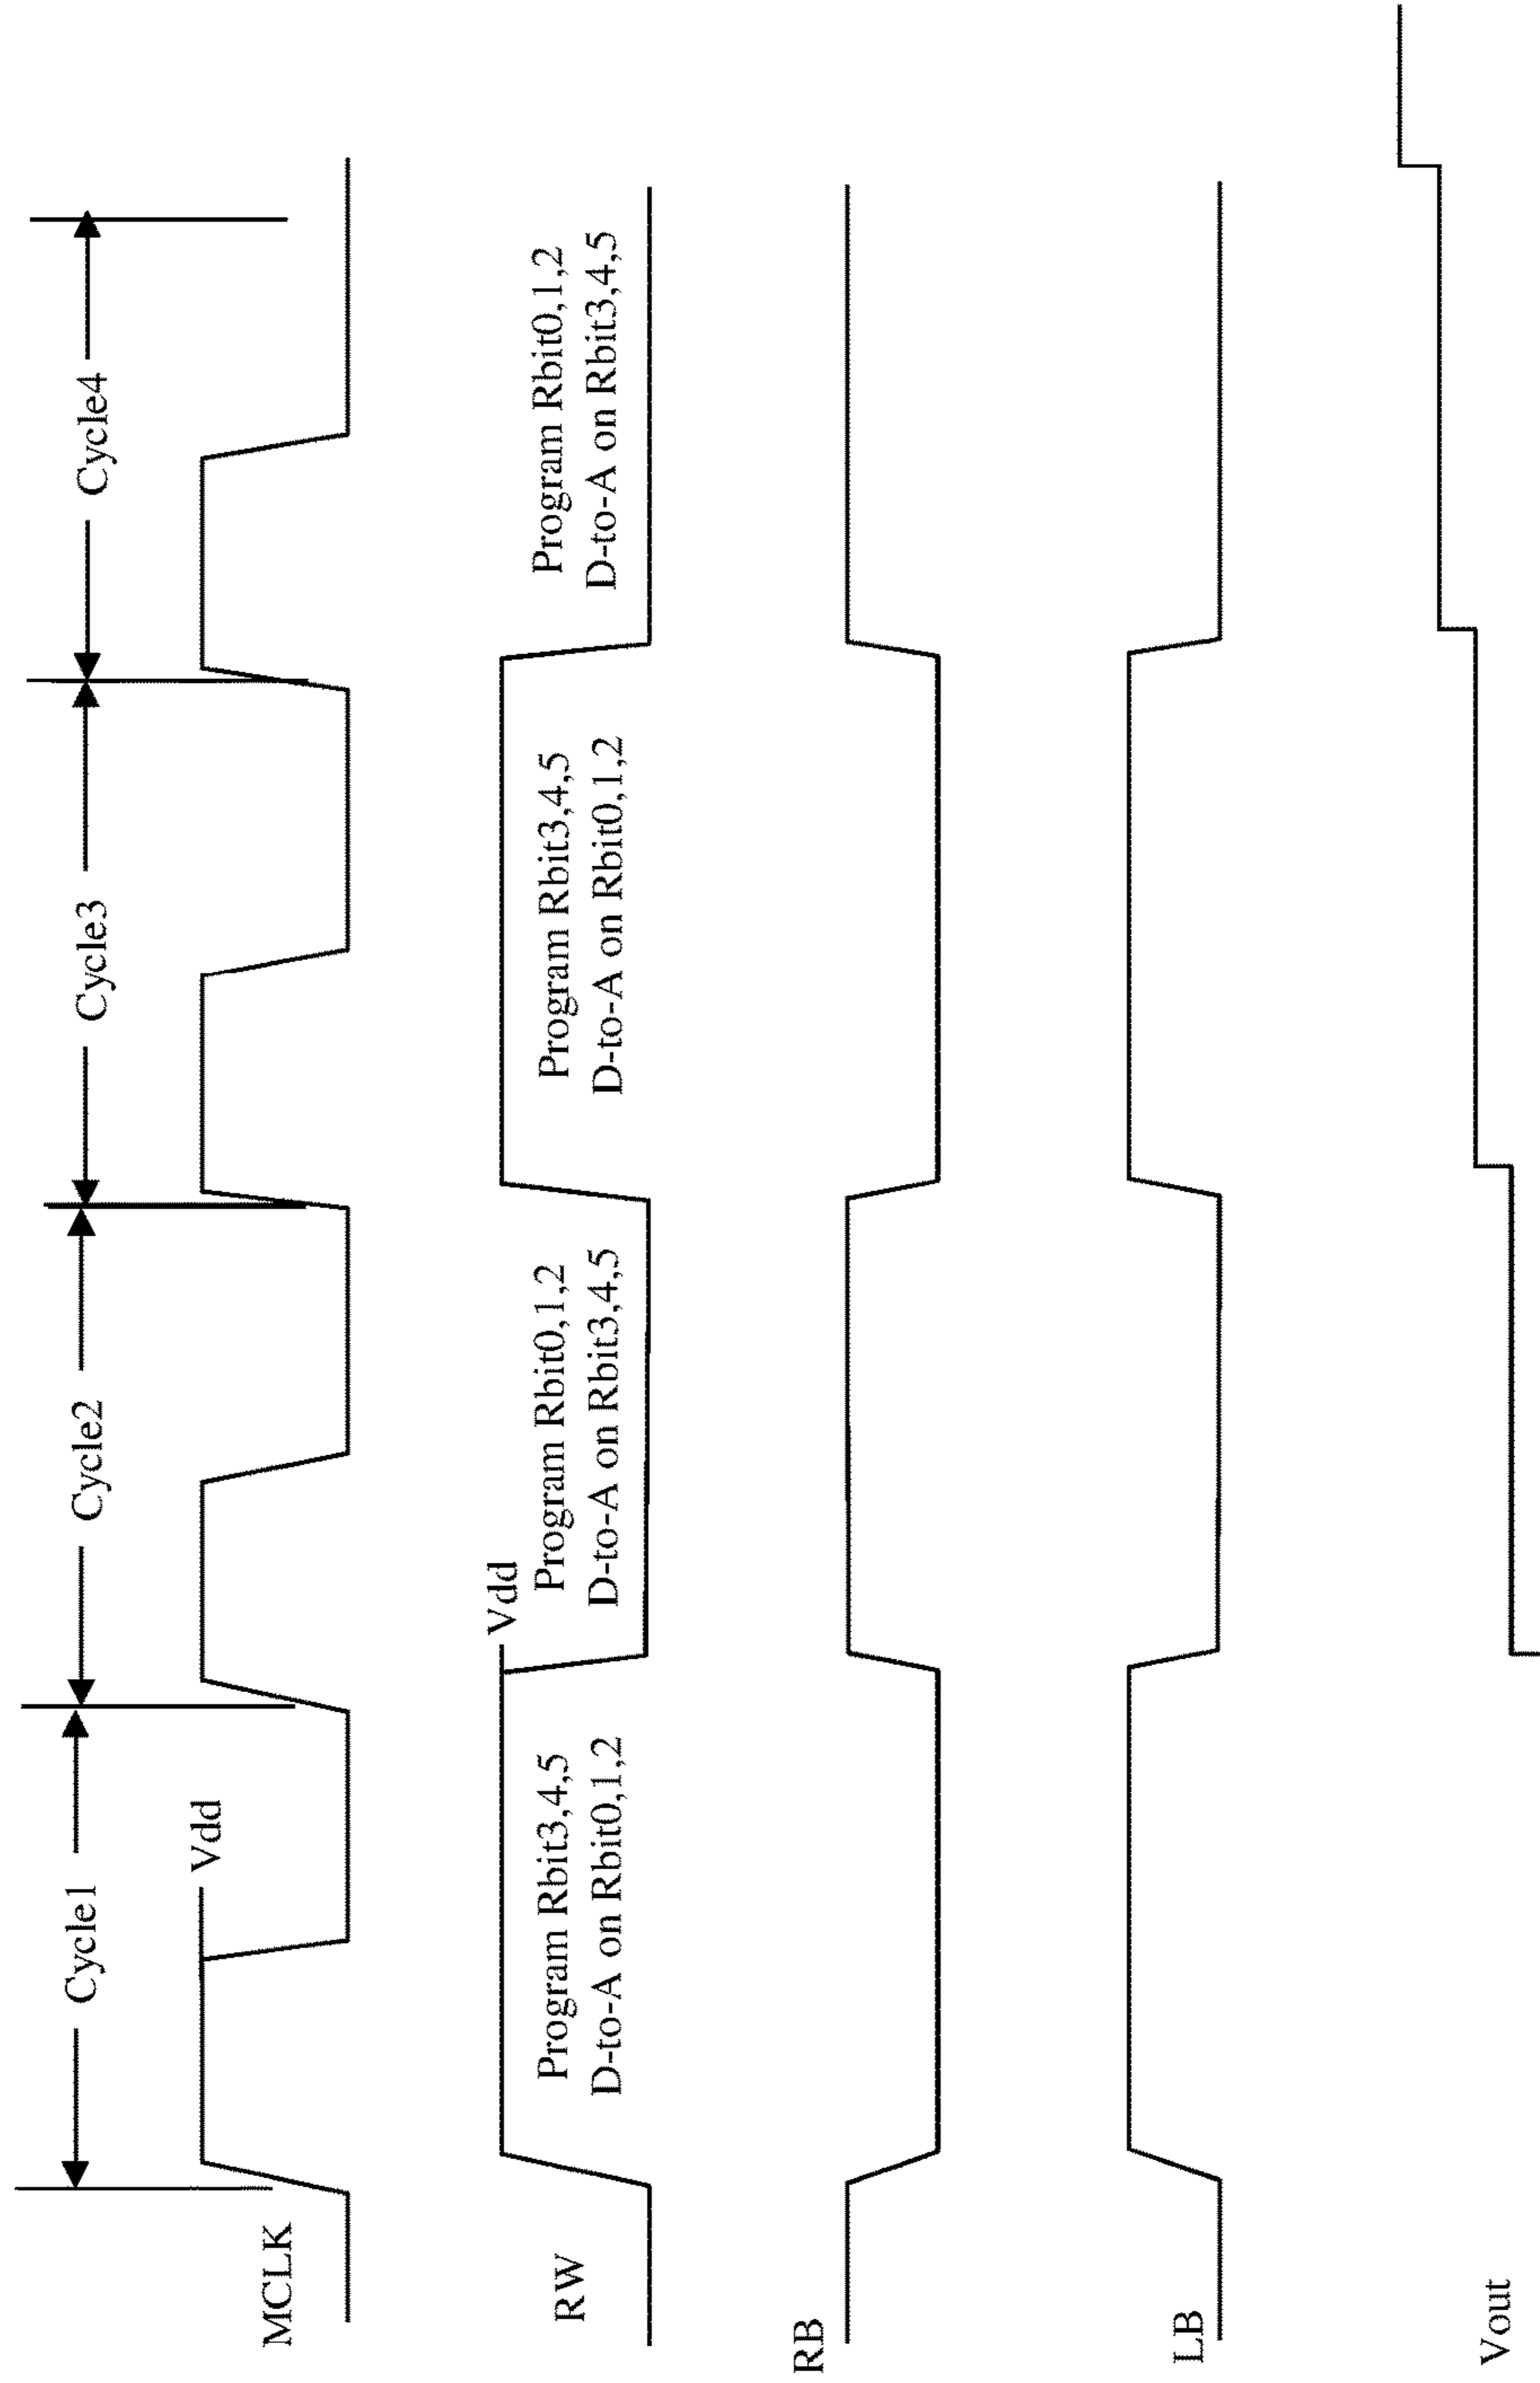 Cycle1
Cycle2
Cycle3
Cycle4
MCLK
Vdd
RW
Vdd
Program Rbit3,4,5
D-to-A on Rbit0,1,2
Program Rbit0,1,2
D-to-A on Rbit3,4,5
Program Rbit3,4,5
D-to-A on Rbit0,1,2
Program Rbit0,1,2
D-to-A on Rbit3,4,5
RB
LB
Vout